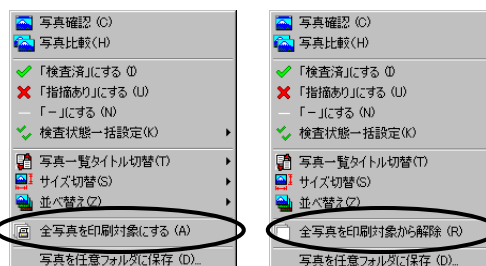 写真確認 (C)
写真比較(H)
「検査済」にする (I)
「指摘あり」にする (U)
「－」にする (N)
検査状態一括設定(K)
写真一覧タイトル切替(T)
サイズ切替(S)
並べ替え(Z)
全写真を印刷対象にする (A)
写真を任意フォルダに保存 (D)...
写真確認 (C)
写真比較(H)
「検査済」にする (I)
「指摘あり」にする (U)
「－」にする (N)
検査状態一括設定(K)
写真一覧タイトル切替(T)
サイズ切替(S)
並べ替え(Z)
全写真を印刷対象から解除 (R)
写真を任意フォルダに保存 (D)...